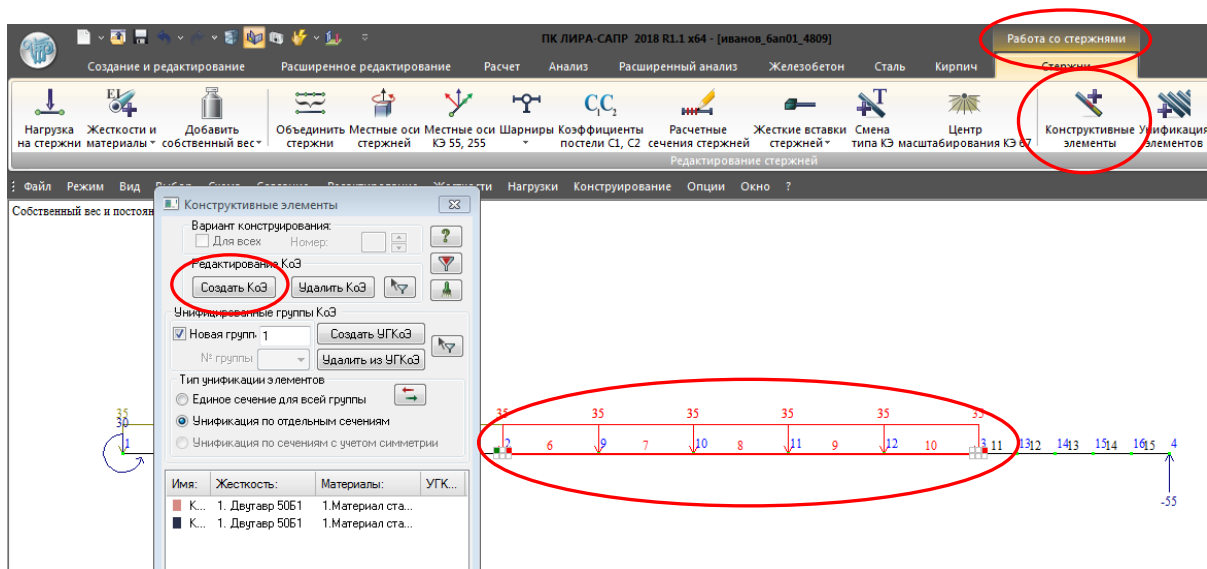 ПК ЛИРА-САПР 2018 R1.1 x64 - [иванов_6ап01_4809]
Работа со стержнями
Создание и редактирование Расширенное редактирование Расчет Анализ Расширенный анализ Железобетон Сталь Кирпич Стержни
Нагрузка на стержни
Жесткости и материалы
Добавить собственный вес
Объединить стержни
Местные оси стержней
Местные оси КЭ 55, 255
Шарниры
Коэффициенты постели С1, С2
Расчетные сечения стержней
Жесткие вставки стержней
Смена типа КЭ
Центр масштабирования КЭ 67
Конструктивные элементы
Унификация элементов
Редактирование стержней
Файл Режим Вид Выбор Схема Нагрузки Конструирование Опции Окно ?
Собственный вес и постоян
Конструктивные элементы
Вариант конструирования:
Для всех Номер:
Редактирование КоЭ
Создать КоЭ Удалить КоЭ
Унифицированные группы КоЭ
Новая групп. 1 Создать УГКоЭ
№ группы Удалить из УГКоЭ
Тип унификации элементов
Единое сечение для всей группы
Унификация по отдельным сечениям
Унификация по сечениям с учетом симметрии
Имя: Жесткость: Материалы: УГК...
К... 1. Двутавр 50Б1 1.Материал ста...
К... 1. Двутавр 50Б1 1.Материал ста...
35 35 35 35 35 35 35
30
1 2 6 9 7 10 8 11 9 12 10 3 11 13 12 14 13 15 14 16 15 4
-55